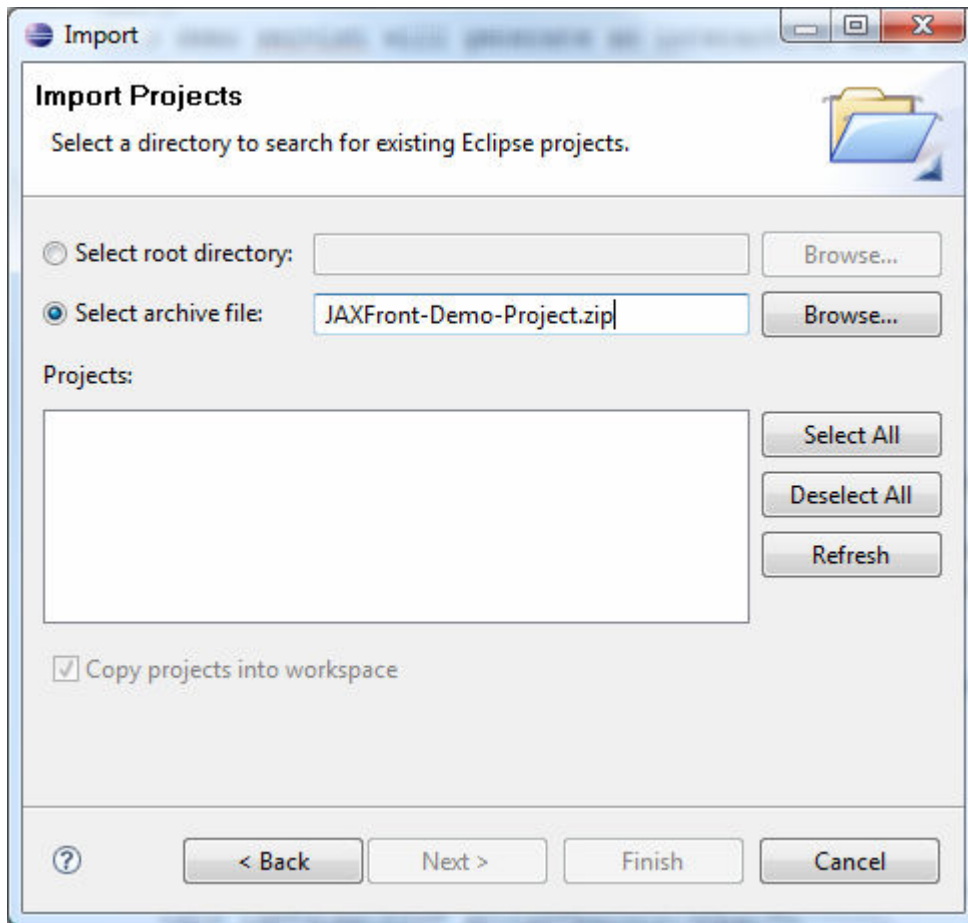 Import
Import Projects
Select a directory to search for existing Eclipse projects.
Select root directory: Browse...
Select archive file: JAXFront-Demo-Project.zip Browse...
Projects:
Select All
Deselect All
Refresh
Copy projects into workspace
? < Back Next > Finish Cancel